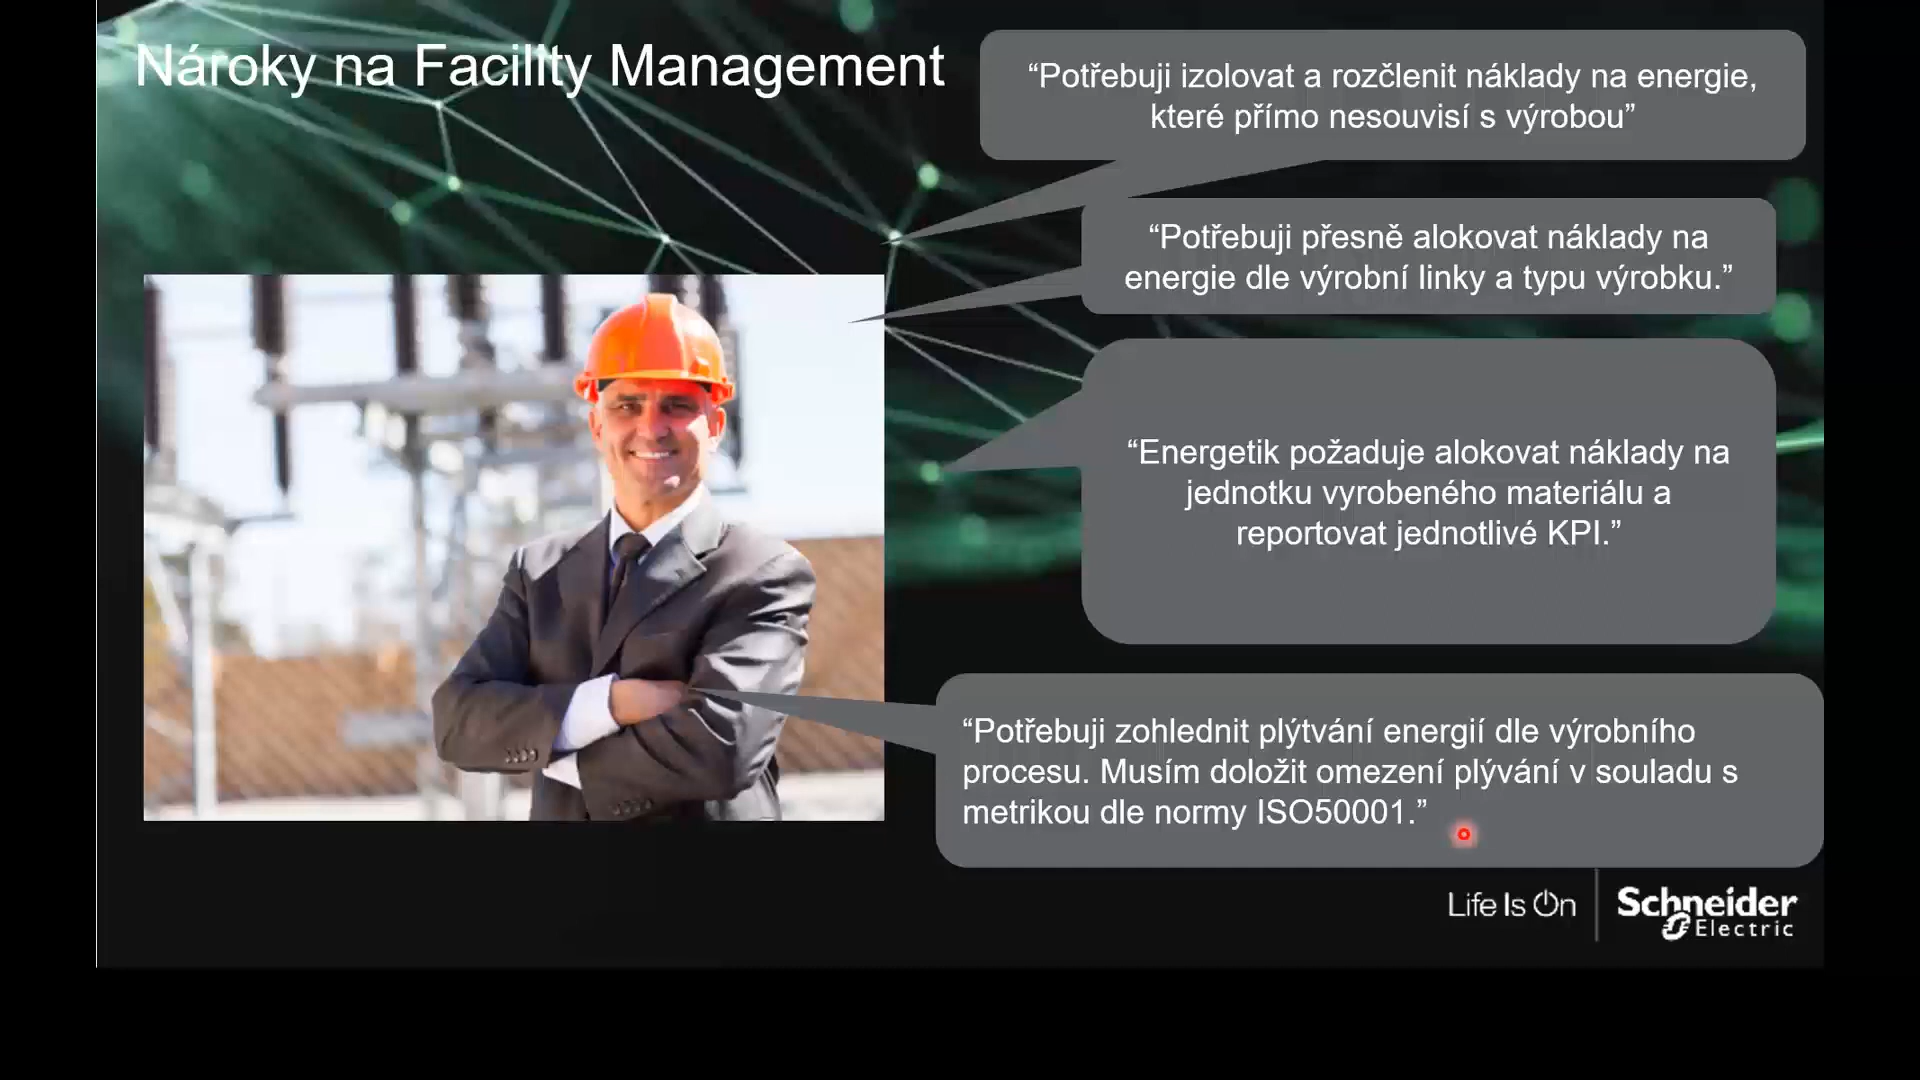 Nároky na Facility Management
“Potřebuji izolovat a rozčlenit náklady na energie,
které přímo nesouvisí s výrobou”
“Potřebuji přesně alokovat náklady na
energie dle výrobní linky a typu výrobku.”
“Energetik požaduje alokovat náklady na
jednotku vyrobeného materiálu a
reportovat jednotlivé KPI.”
“Potřebuji zohlednit plýtvání energií dle výrobního
procesu. Musím doložit omezení plývání v souladu s
metrikou dle normy ISO50001.”
Life Is On
Schneider
Electric